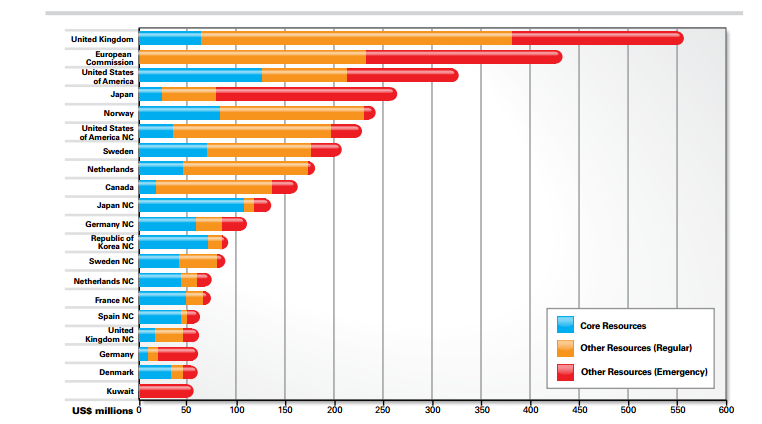 United Kingdom
European
Commission
United States
of America
Japan
Norway
United States
of America NC
Sweden
Netherlands
Canada
Japan NC
Germany NC
Republic of
Korea NC
Sweden NC
Netherlands NC
France NC
Spain NC
United
Kingdom NC
Germany
Denmark
Kuwait
Core Resources
Other Resources (Regular)
Other Resources (Emergency)
US$ millions 0 50 100 150 200 250 300 350 400 450 500 550 600